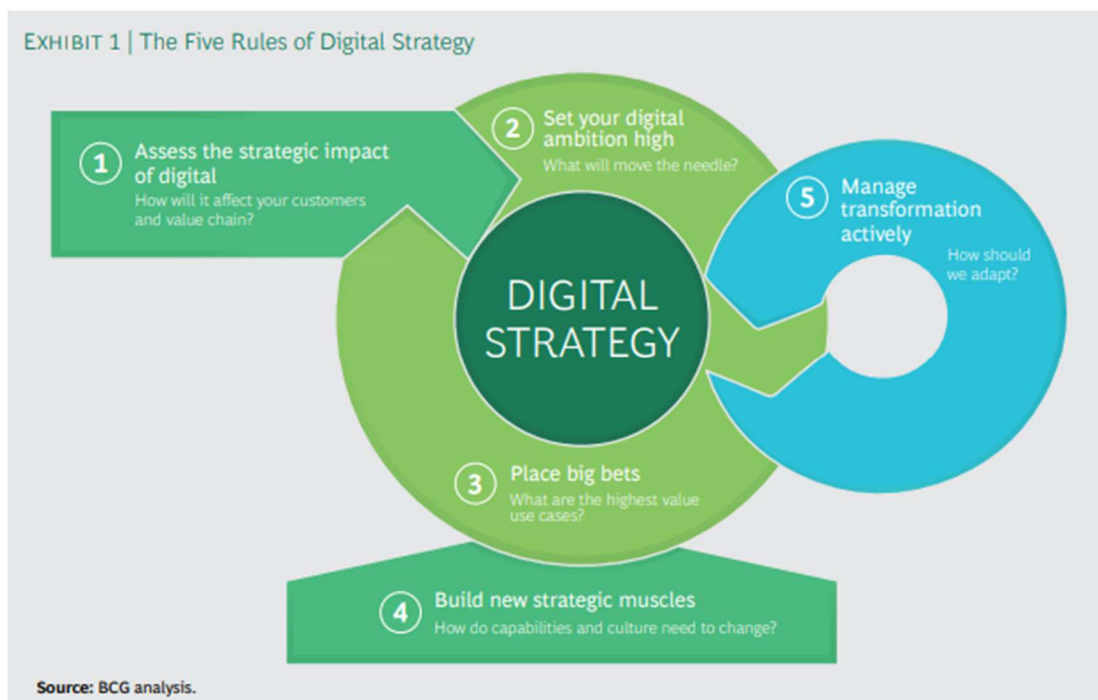 EXHIBIT 1 | The Five Rules of Digital Strategy
1
Assess the strategic impact
of digital
How will it affect your customers
and value chain?
2
Set your digital
ambition high
What will move the needle?
5
Manage
transformation
actively
How should
we adapt?
DIGITAL
STRATEGY
3
Place big bets
What are the highest value
use cases?
4
Build new strategic muscles
How do capabilities and culture need to change?
Source: BCG analysis.